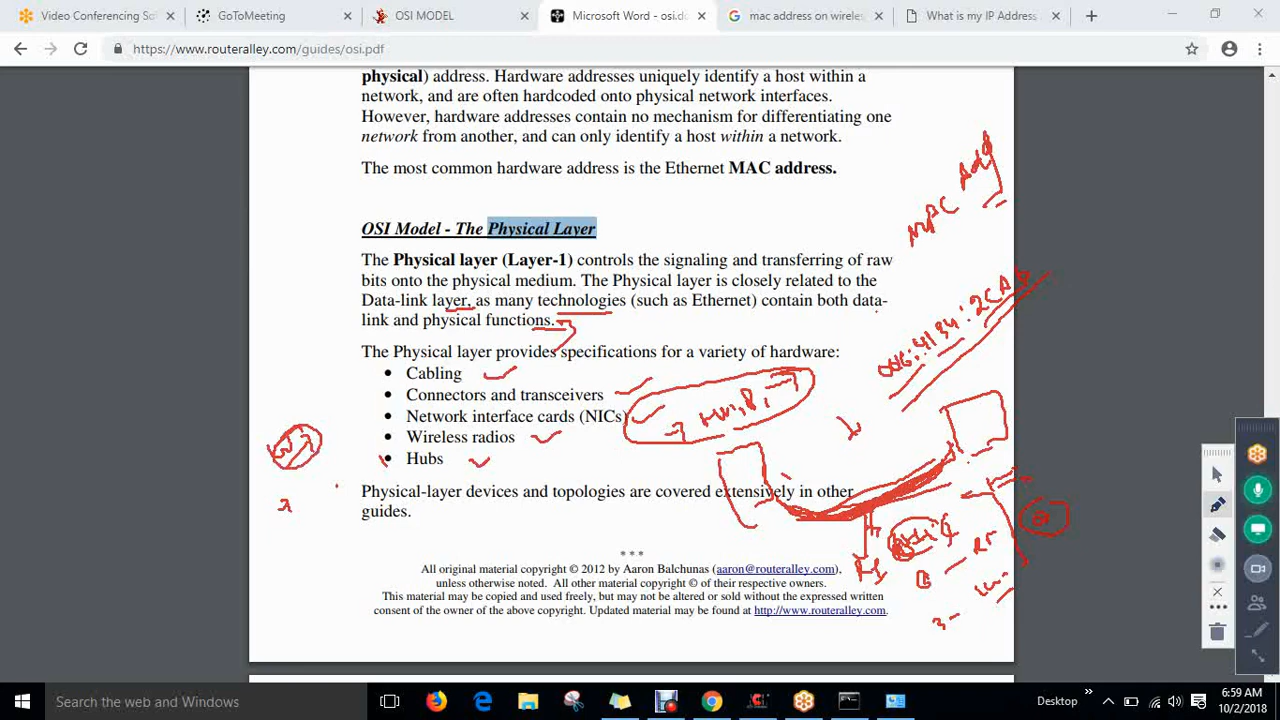 Video Conferencing So
GoToMeeting
OSI MODEL
Microsoft Word - osi.do
mac address on wirele
What is my IP Address
https://www.routeralley.com/guides/osi.pdf
physical) address. Hardware addresses uniquely identify a host within a
network, and are often hardcoded onto physical network interfaces.
However, hardware addresses contain no mechanism for differentiating one
network from another, and can only identify a host within a network.
The most common hardware address is the Ethernet MAC address.
MAC Add
OSI Model - The Physical Layer
The Physical layer (Layer-1) controls the signaling and transferring of raw
bits onto the physical medium. The Physical layer is closely related to the
Data-link layer, as many technologies (such as Ethernet) contain both data-
link and physical functions.
The Physical layer provides specifications for a variety of hardware:
• Cabling
• Connectors and transceivers
• Network interface cards (NICs)
• Wireless radios
• Hubs
Physical-layer devices and topologies are covered extensively in other
guides.
* * *
All original material copyright © 2012 by Aaron Balchunas (aaron@routeralley.com),
unless otherwise noted. All other material copyright © of their respective owners.
This material may be copied and used freely, but may not be altered or sold without the expressed written
consent of the owner of the above copyright. Updated material may be found at http://www.routeralley.com.
Type here to search
Desktop
6:59 AM
10/2/2018